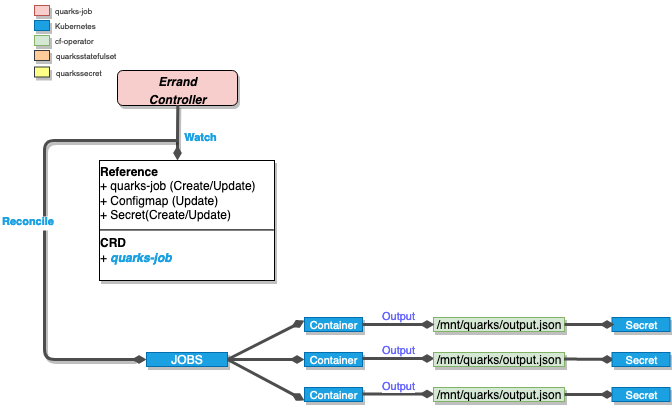 quarks-job
Kubernetes
cf-operator
quarksstatefulset
quarkssecret
Errand
Controller
Watch
Reference
+ quarks-job (Create/Update)
+ Configmap (Update)
+ Secret(Create/Update)
Reconcile
CRD
+ quarks-job
Container
Output
/mnt/quarks/output.json
Secret
JOBS
Container
Output
/mnt/quarks/output.json
Secret
Container
Output
/mnt/quarks/output.json
Secret